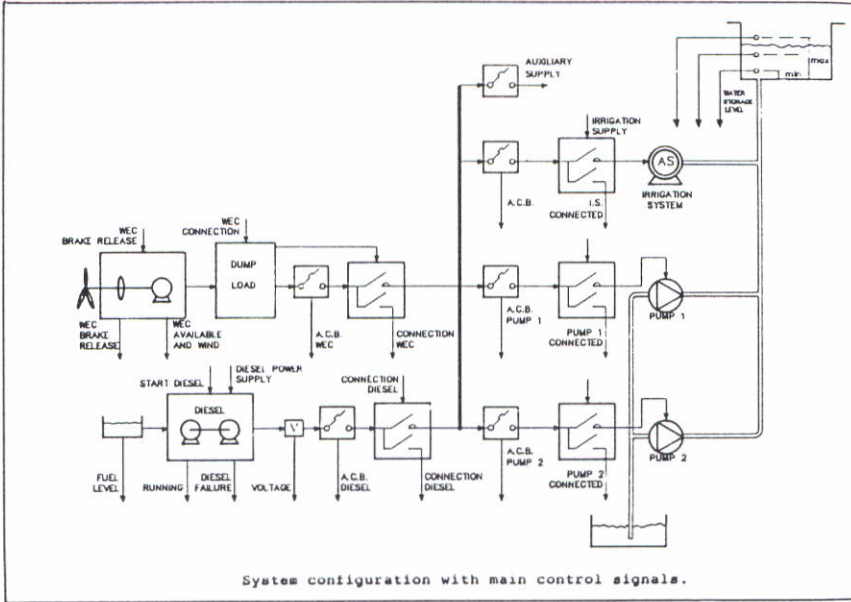 AUXILIARY
SUPPLY
max
min
WATER
STORAGE
LEVEL
IRRIGATION
SUPPLY
AS
IRRIGATION
SYSTEM
A.C.B.
I.S.
CONNECTED
WEC
BRAKE RELEASE
WEC
CONNECTION
DUMP
LOAD
WEC
BRAKE
RELEASE
WEC
AVAILABLE
AND WIND
A.C.B.
WEC
CONNECTION
WEC
A.C.B.
PUMP 1
PUMP 1
CONNECTED
PUMP 1
START DIESEL
DIESEL POWER
SUPPLY
CONNECTION
DIESEL
DIESEL
V
FUEL
LEVEL
RUNNING
DIESEL
FAILURE
VOLTAGE
A.C.B.
DIESEL
CONNECTION
DIESEL
A.C.B.
PUMP 2
PUMP 2
CONNECTED
PUMP 2
System configuration with main control signals.